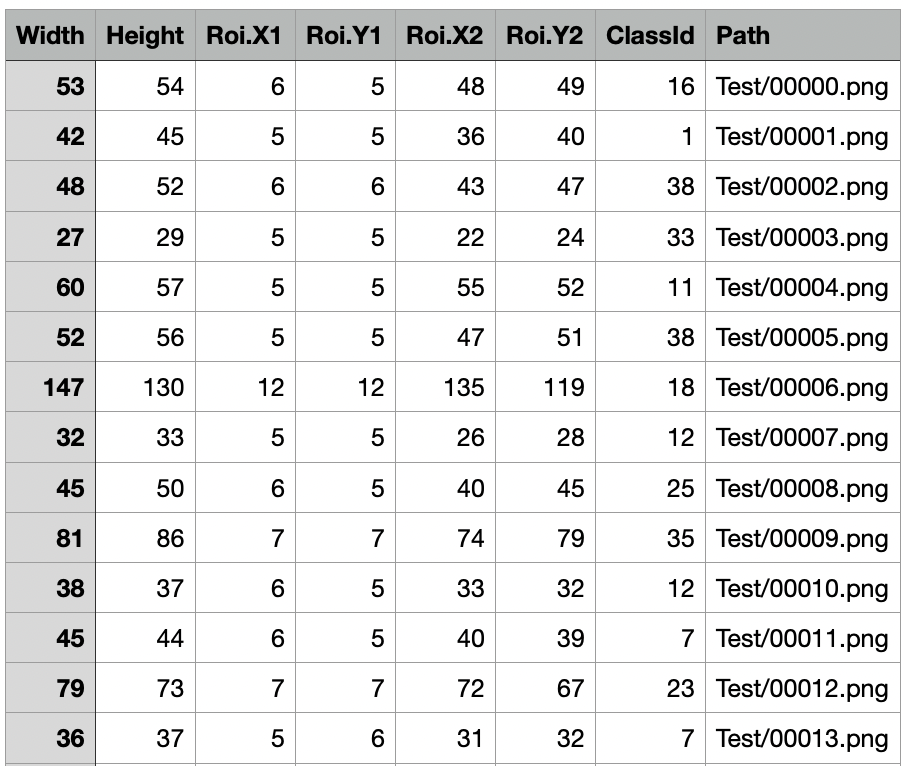 Width Height Roi.X1 Roi.Y1 Roi.X2 Roi.Y2 ClassId Path
53 54 6 5 48 49 16 Test/00000.png
42 45 5 5 36 40 1 Test/00001.png
48 52 6 6 43 47 38 Test/00002.png
27 29 5 5 22 24 33 Test/00003.png
60 57 5 5 55 52 11 Test/00004.png
52 56 5 5 47 51 38 Test/00005.png
147 130 12 12 135 119 18 Test/00006.png
32 33 5 5 26 28 12 Test/00007.png
45 50 6 5 40 45 25 Test/00008.png
81 86 7 7 74 79 35 Test/00009.png
38 37 6 5 33 32 12 Test/00010.png
45 44 6 5 40 39 7 Test/00011.png
79 73 7 7 72 67 23 Test/00012.png
36 37 5 6 31 32 7 Test/00013.png